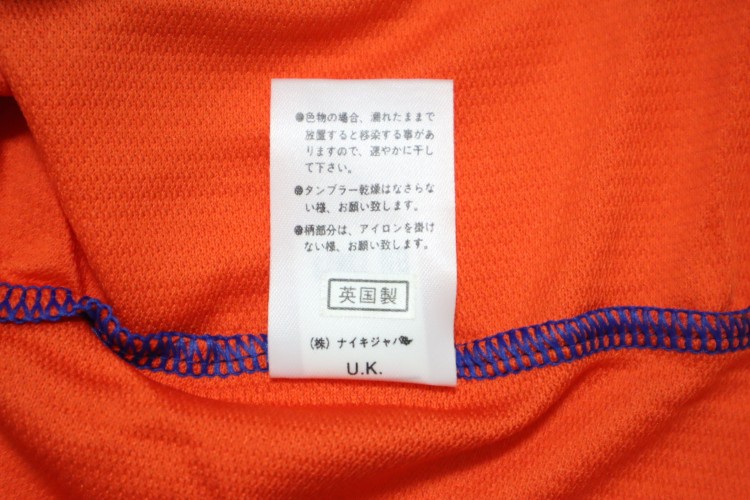 ●色物の場合、濡れたままで
放置すると移染する事があ
りますので、速やかに干し
て下さい。
●タンブラー乾燥はなさらな
い様、お願い致します。
●柄部分は、アイロンを掛け
ない様、お願い致します。
英国製
(株)ナイキジャパ
U.K.